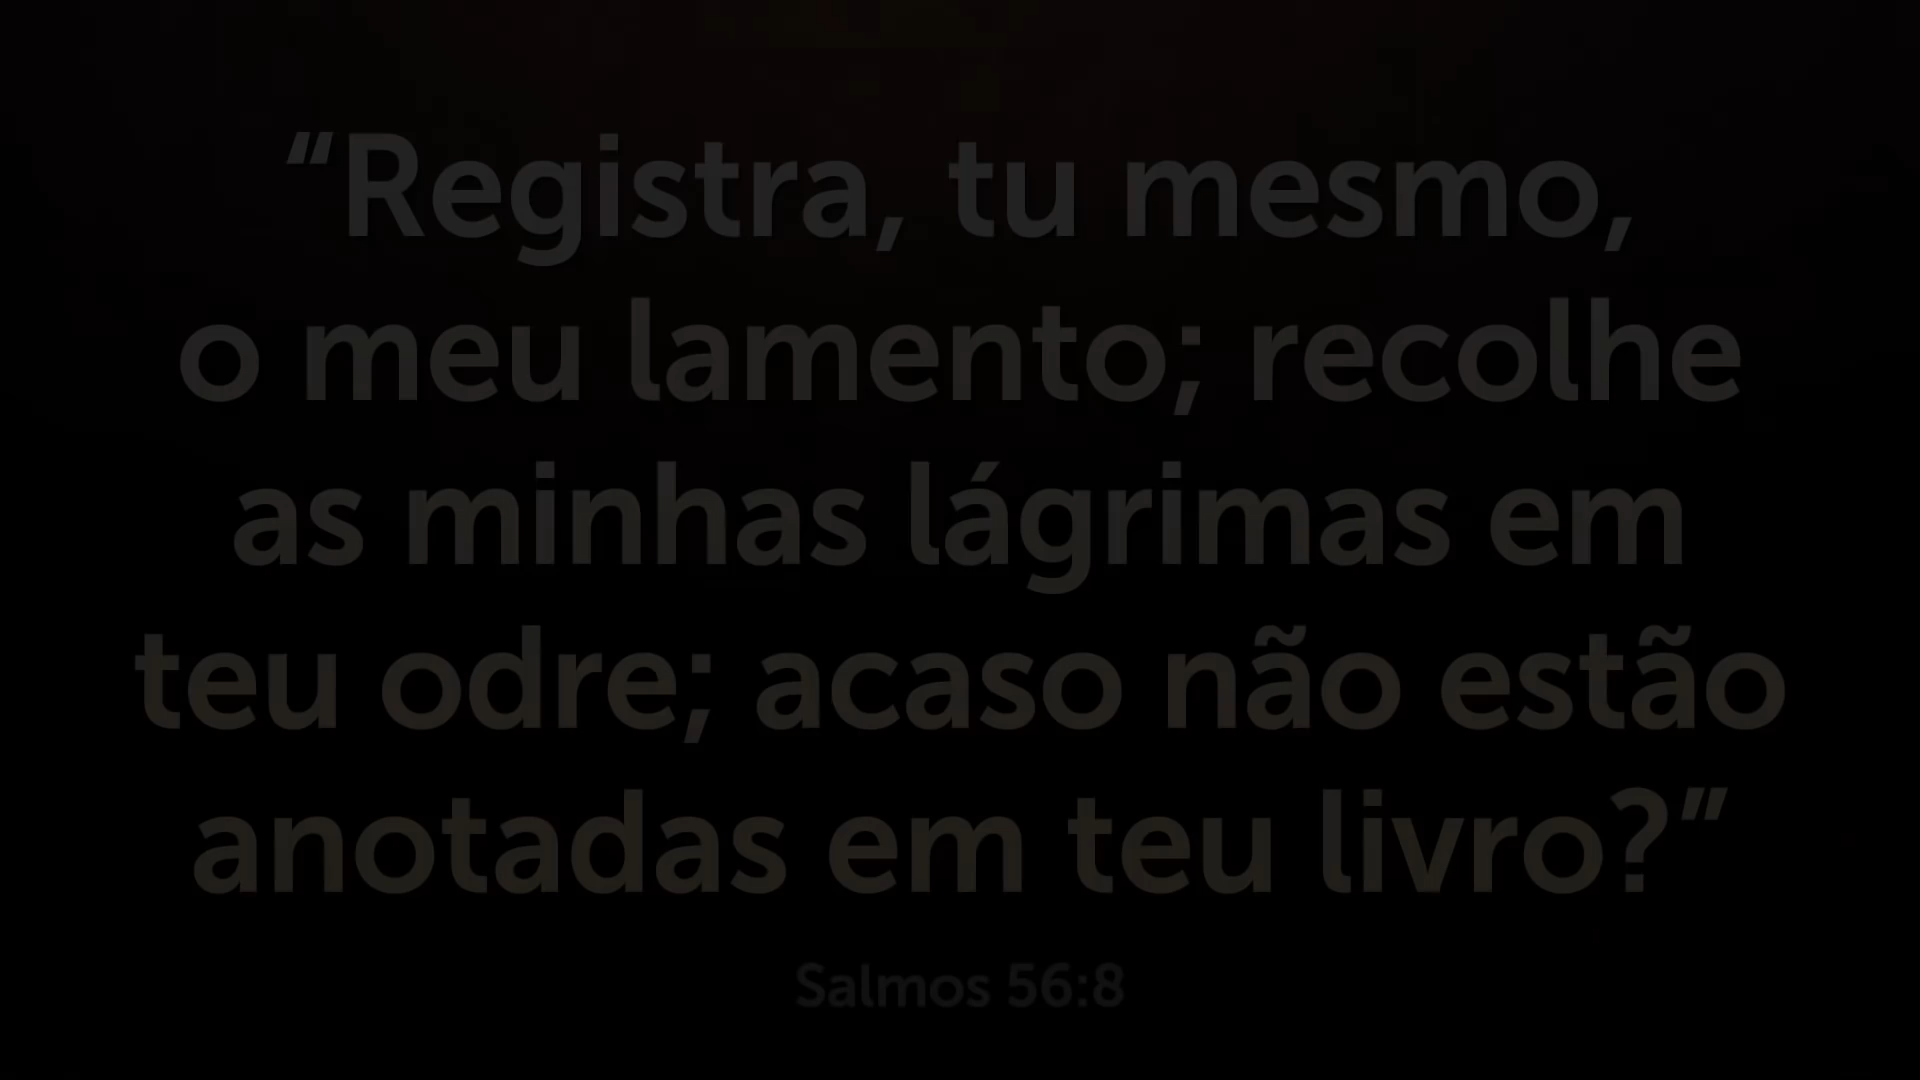 “Registra, tu mesmo,
o meu lamento; recolhe
as minhas lágrimas em
teu odre; acaso não estão
anotadas em teu livro?”
Salmos 56:8